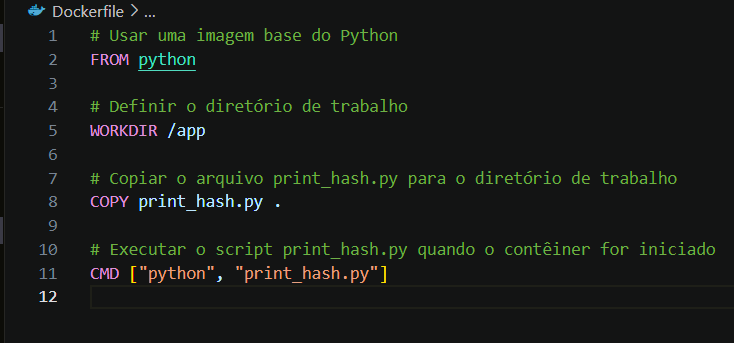 Dockerfile > ...
1 # Usar uma imagem base do Python
2 FROM python
3
4 # Definir o diretório de trabalho
5 WORKDIR /app
6
7 # Copiar o arquivo print_hash.py para o diretório de trabalho
8 COPY print_hash.py .
9
10 # Executar o script print_hash.py quando o contêiner for iniciado
11 CMD ["python", "print_hash.py"]
12